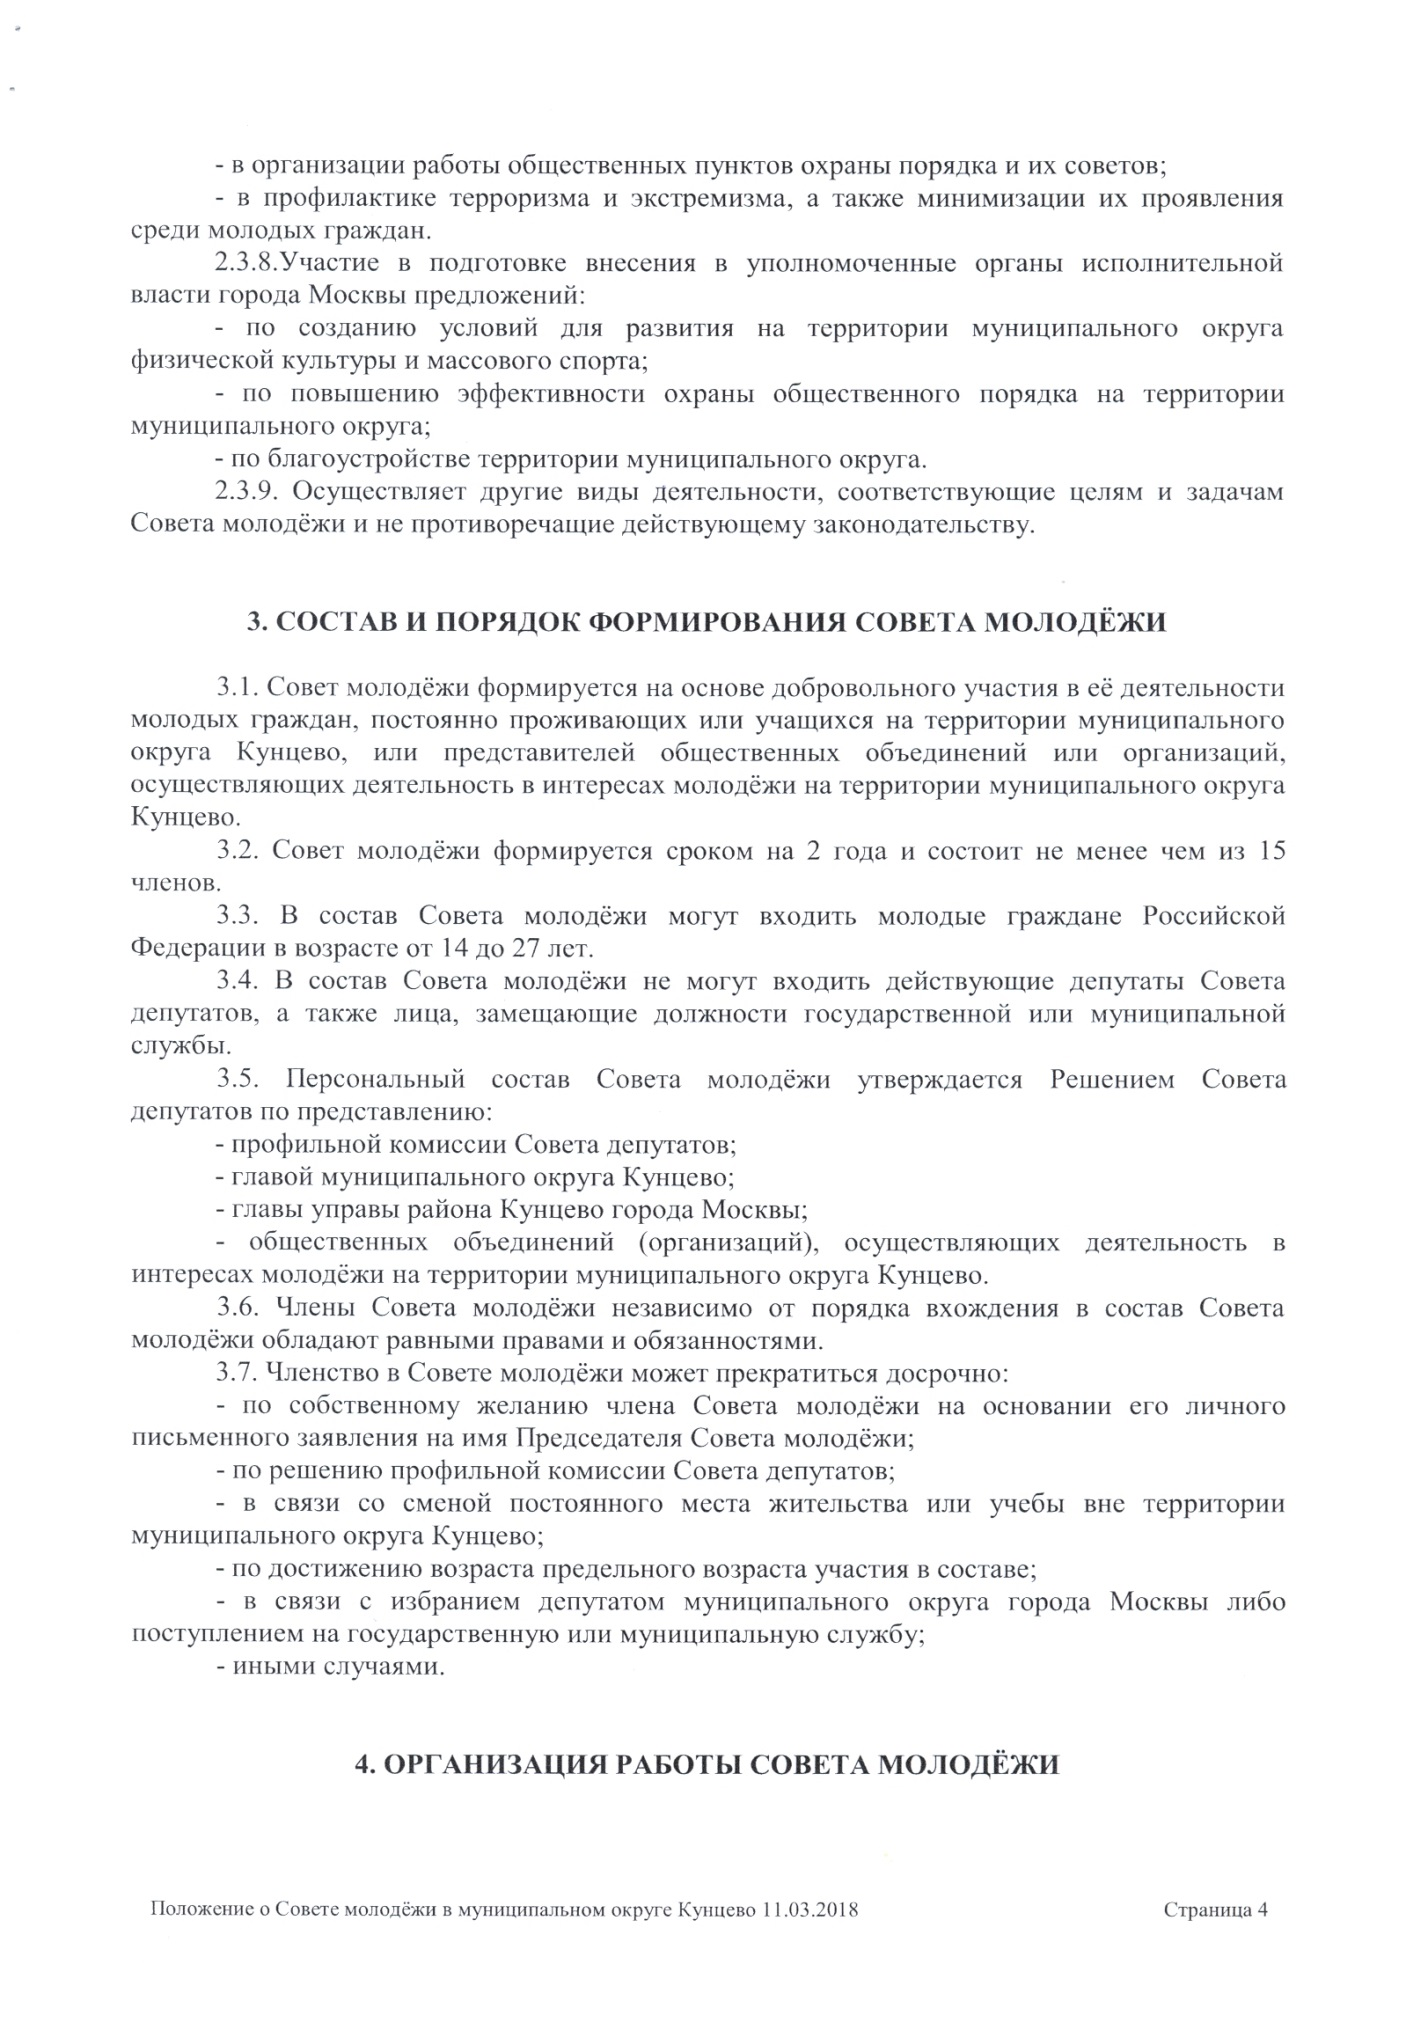 - в организации работы общественных пунктов охраны порядка и их советов;
- в профилактике терроризма и экстремизма, а также минимизации их проявления
среди молодых граждан.
2.3.8.Участие в подготовке внесения в уполномоченные органы исполнительной
власти города Москвы предложений:
- по созданию условий для развития на территории муниципального округа
физической культуры и массового спорта;
- по повышению эффективности охраны общественного порядка на территории
муниципального округа;
- по благоустройстве территории муниципального округа.
2.3.9. Осуществляет другие виды деятельности, соответствующие целям и задачам
Совета молодёжи и не противоречащие действующему законодательству.
3. СОСТАВ И ПОРЯДОК ФОРМИРОВАНИЯ СОВЕТА МОЛОДЁЖИ
3.1. Совет молодёжи формируется на основе добровольного участия в её деятельности
молодых граждан, постоянно проживающих или учащихся на территории муниципального
округа Кунцево, или представителей общественных объединений или организаций,
осуществляющих деятельность в интересах молодёжи на территории муниципального округа
Кунцево.
3.2. Совет молодёжи формируется сроком на 2 года и состоит не менее чем из 15
членов.
3.3. В состав Совета молодёжи могут входить молодые граждане Российской
Федерации в возрасте от 14 до 27 лет.
3.4. В состав Совета молодёжи не могут входить действующие депутаты Совета
депутатов, а также лица, замещающие должности государственной или муниципальной
службы.
3.5. Персональный состав Совета молодёжи утверждается Решением Совета
депутатов по представлению:
- профильной комиссии Совета депутатов;
- главой муниципального округа Кунцево;
- главы управы района Кунцево города Москвы;
- общественных объединений (организаций), осуществляющих деятельность в
интересах молодёжи на территории муниципального округа Кунцево.
3.6. Члены Совета молодёжи независимо от порядка вхождения в состав Совета
молодёжи обладают равными правами и обязанностями.
3.7. Членство в Совете молодёжи может прекратиться досрочно:
- по собственному желанию члена Совета молодёжи на основании его личного
письменного заявления на имя Председателя Совета молодёжи;
- по решению профильной комиссии Совета депутатов;
- в связи со сменой постоянного места жительства или учебы вне территории
муниципального округа Кунцево;
- по достижению возраста предельного возраста участия в составе;
- в связи с избранием депутатом муниципального округа города Москвы либо
поступлением на государственную или муниципальную службу;
- иными случаями.
4. ОРГАНИЗАЦИЯ РАБОТЫ СОВЕТА МОЛОДЁЖИ
Положение о Совете молодёжи в муниципальном округе Кунцево 11.03.2018 Страница 4